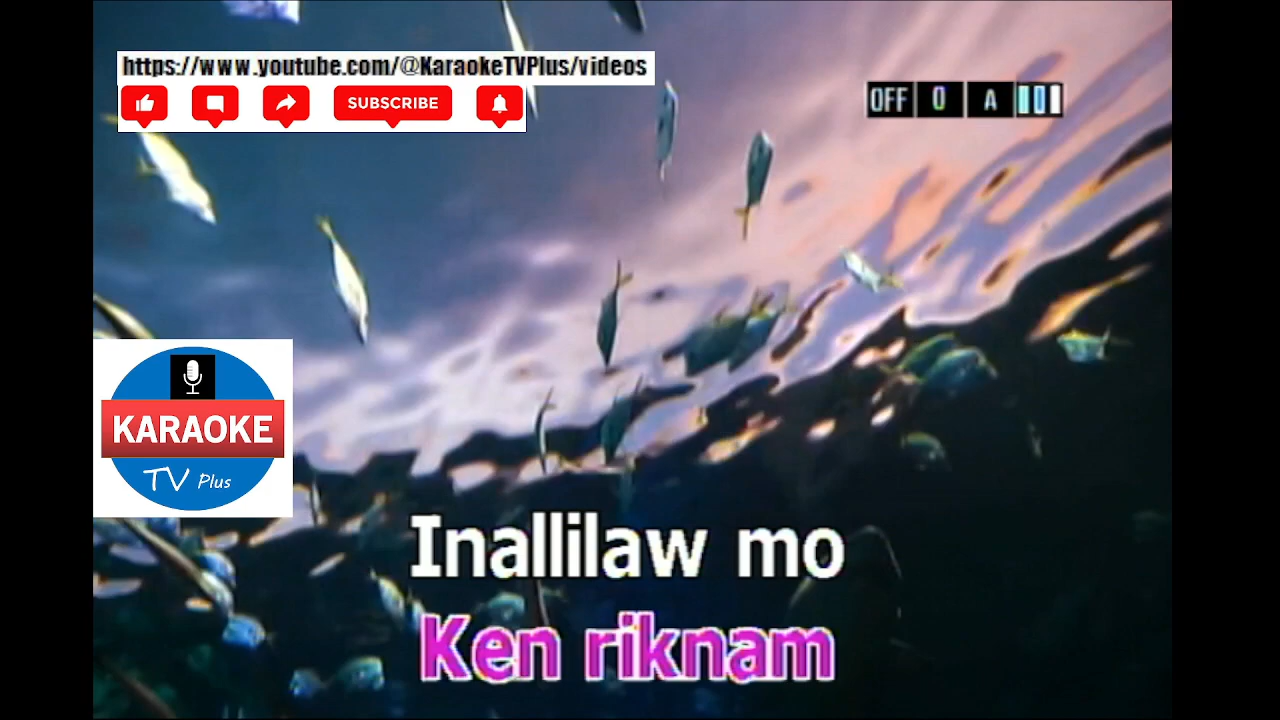 https://www.youtube.com/@KaraokeTVPlus/videos
SUBSCRIBE
OFF 0 A
KARAOKE
TV Plus
Inallilaw mo
Ken riknam